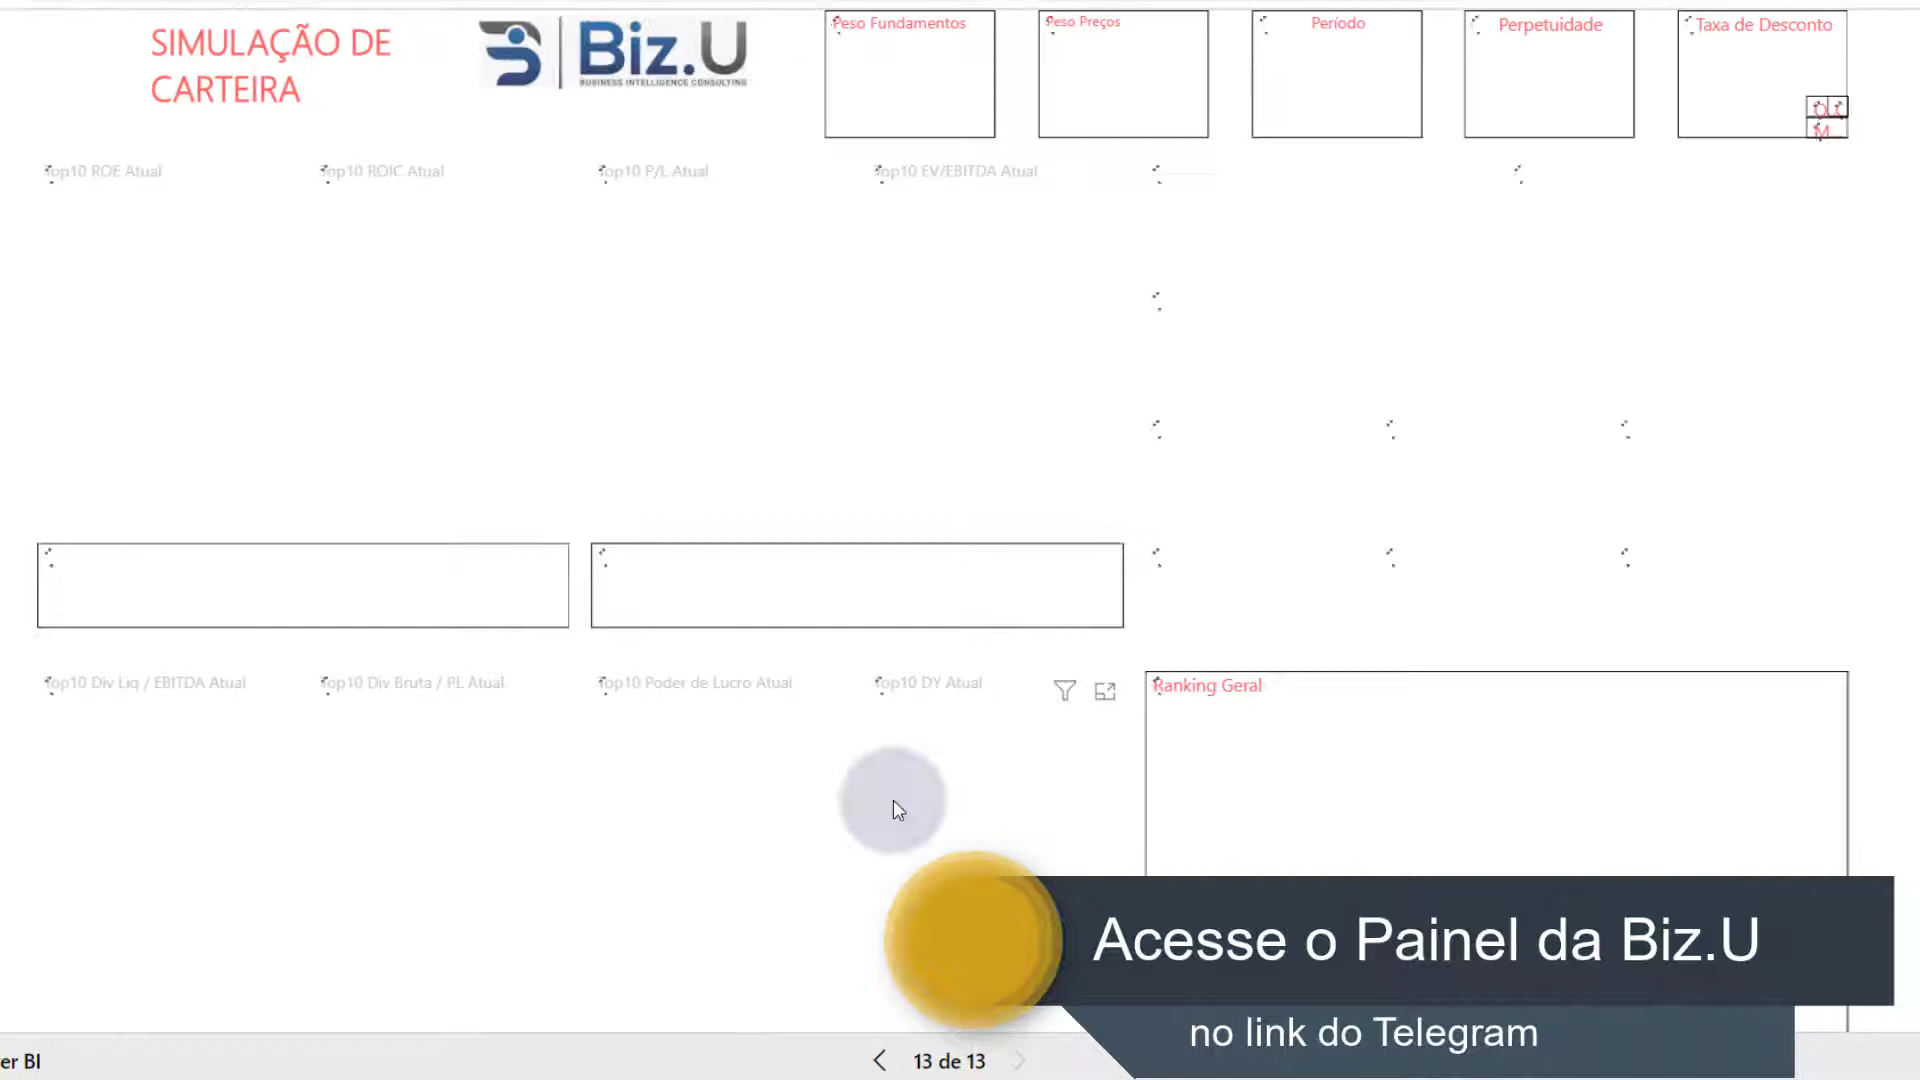 SIMULAÇÃO DE
CARTEIRA
Biz.U
BUSINESS INTELLIGENCE CONSULTING
Peso Fundamentos
Peso Preços
Período
Perpetuidade
Taxa de Desconto
Top10 ROE Atual
Top10 ROIC Atual
Top10 P/L Atual
Top10 EV/EBITDA Atual
Top10 Div Liq / EBITDA Atual
Top10 Div Bruta / PL Atual
Top10 Poder de Lucro Atual
Top10 DY Atual
Ranking Geral
Acesse o Painel da Biz.U
no link do Telegram
er BI
13 de 13